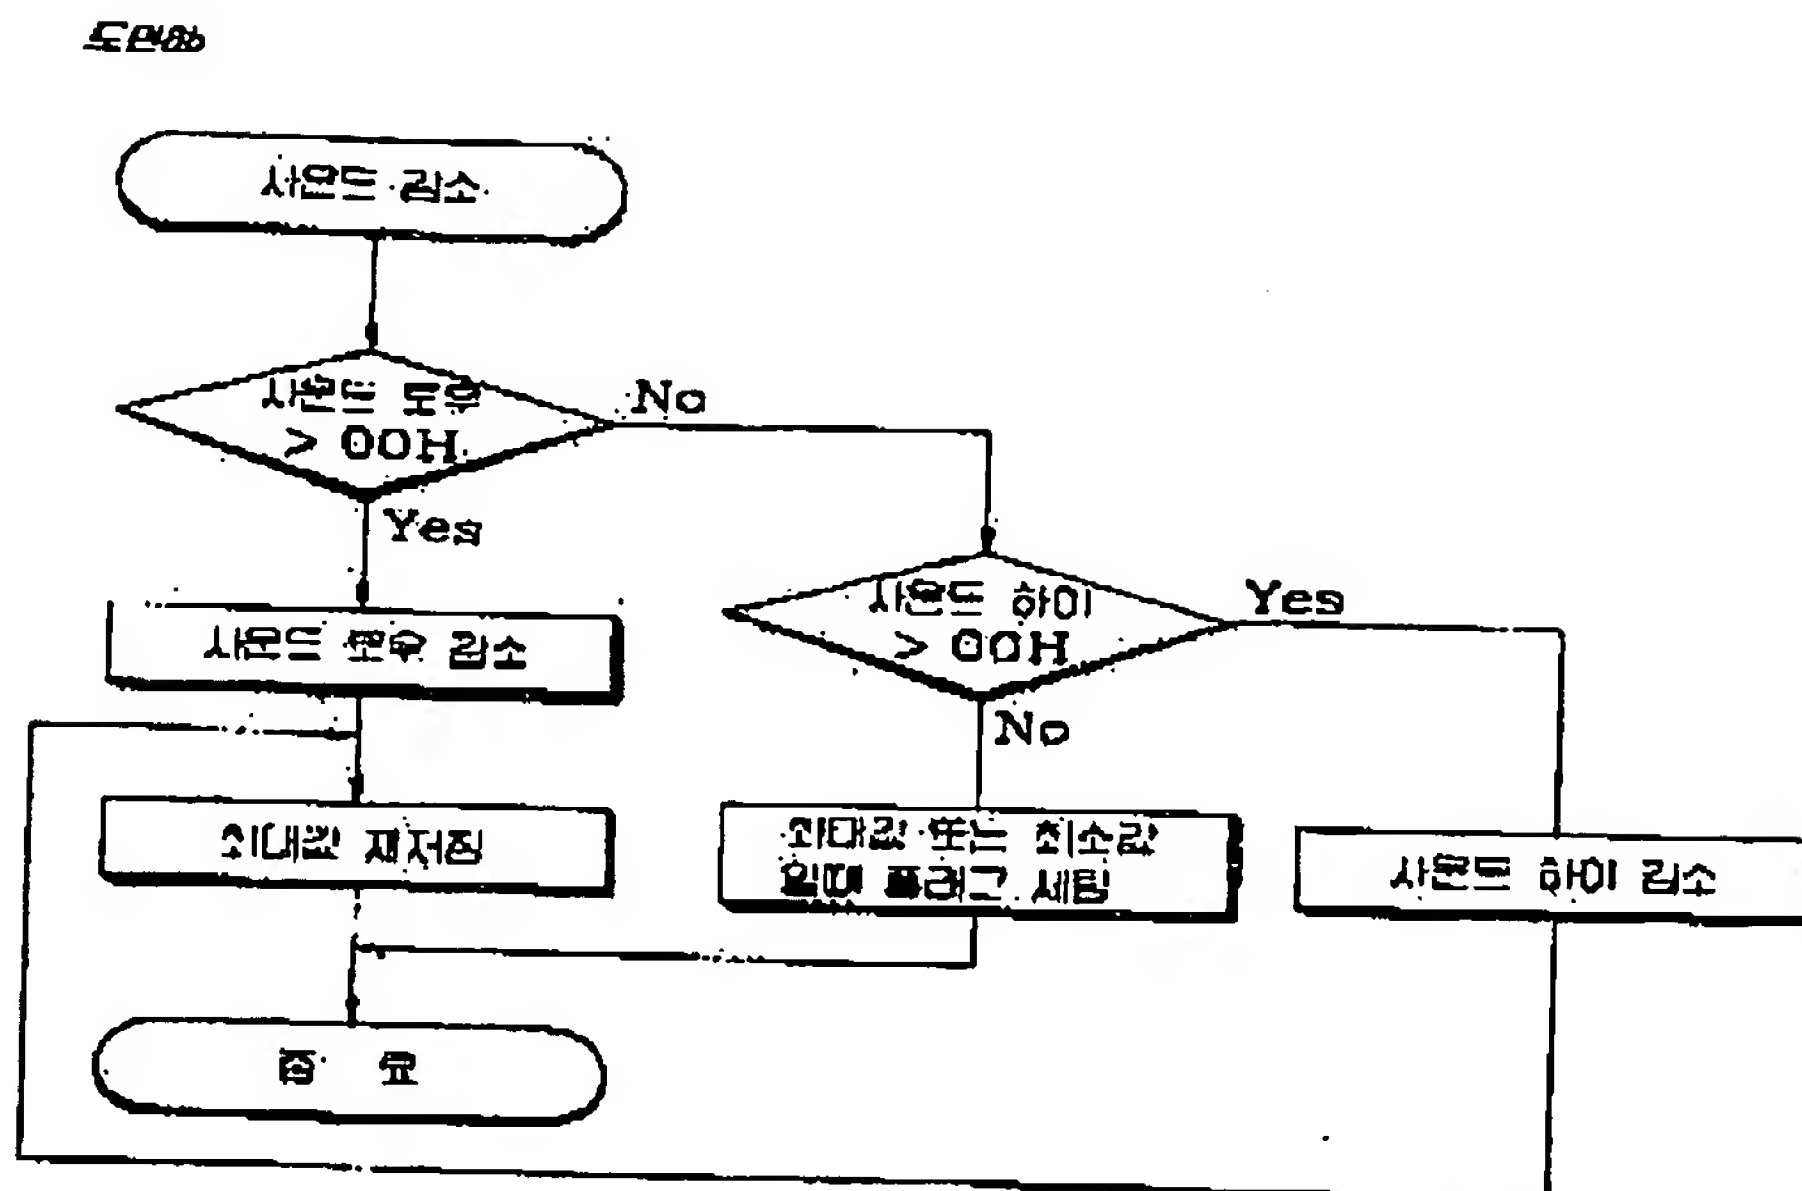 도면8b
사운드 감소
사운드 로우
> 00H
No
Yes
사운드 하이
> 00H
Yes
No
사운드 로우 감소
최대값 재저장
최대값 또는 최소값
일때 플래그 세팅
사운드 하이 감소
종 료